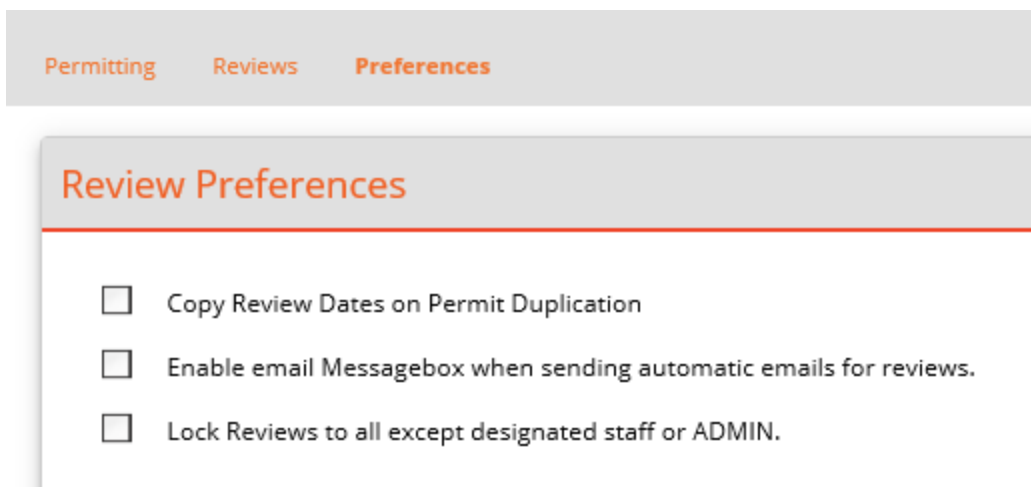 Permitting Reviews Preferences
Review Preferences
Copy Review Dates on Permit Duplication
Enable email Messagebox when sending automatic emails for reviews.
Lock Reviews to all except designated staff or ADMIN.